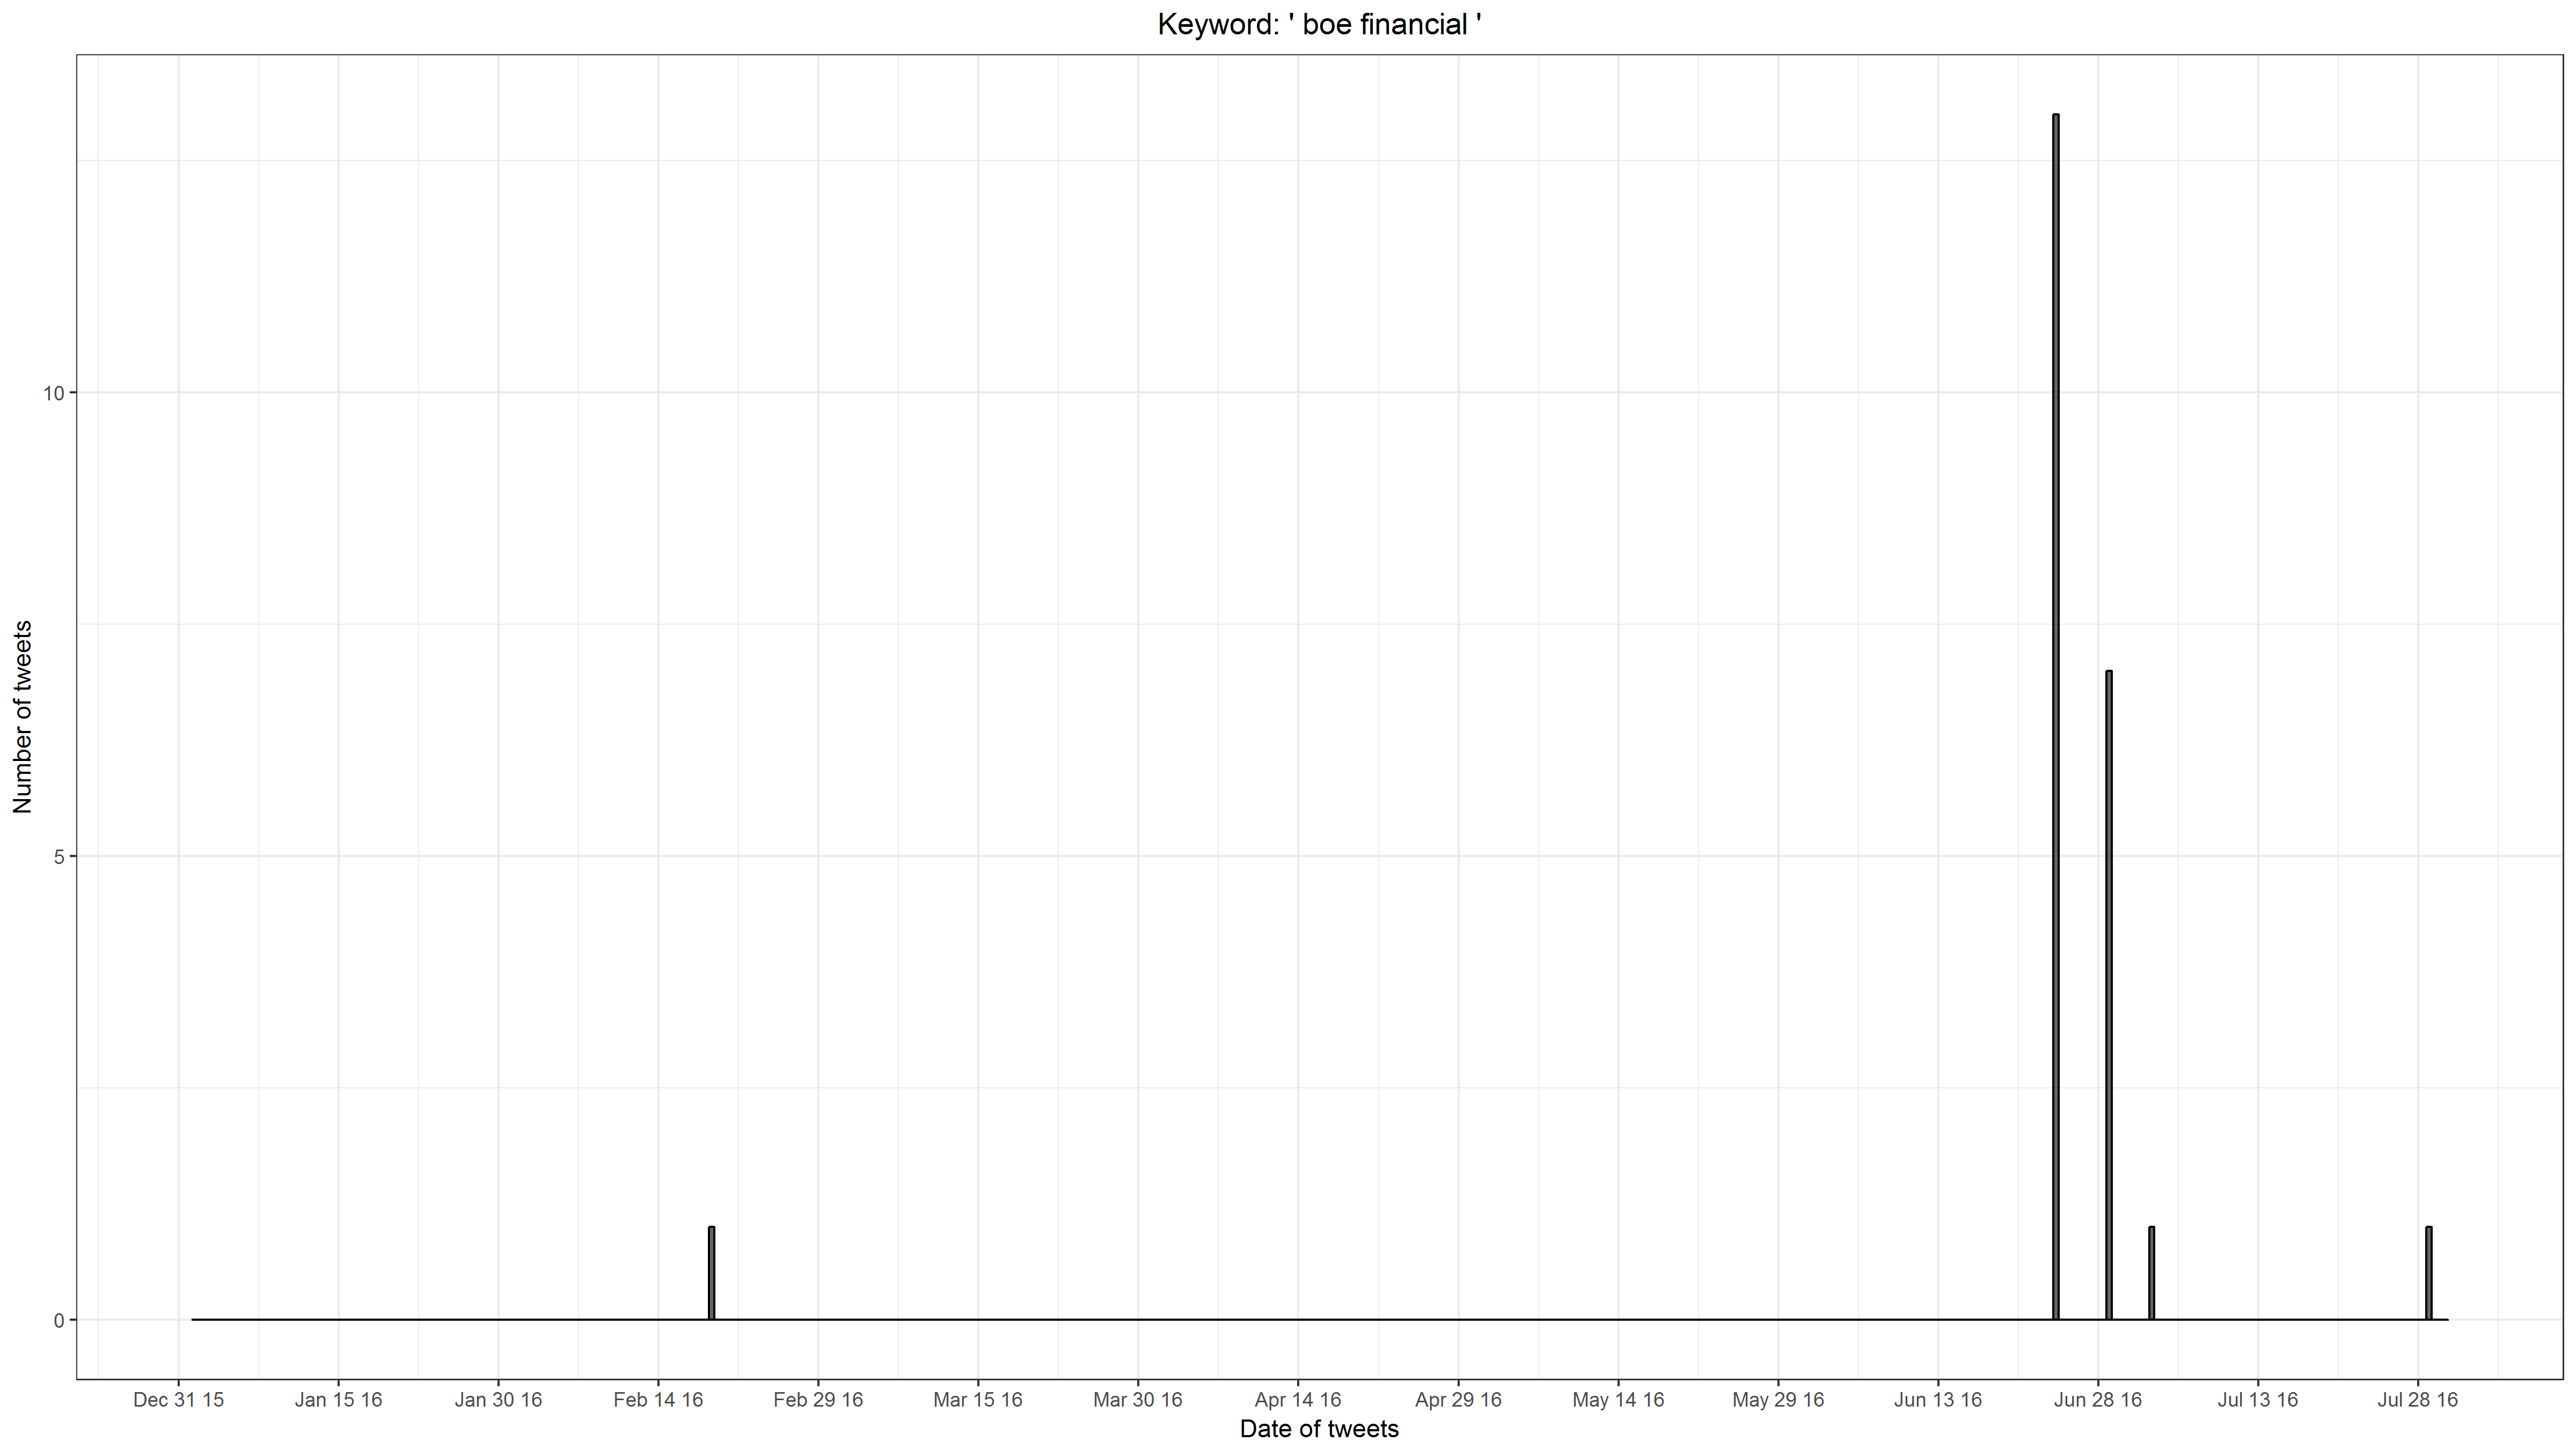 Keyword: ' boe financial '
Number of tweets
10
5
0
Dec 31 15 Jan 15 16 Jan 30 16 Feb 14 16 Feb 29 16 Mar 15 16 Mar 30 16 Apr 14 16 Apr 29 16 May 14 16 May 29 16 Jun 13 16 Jun 28 16 Jul 13 16 Jul 28 16
Date of tweets